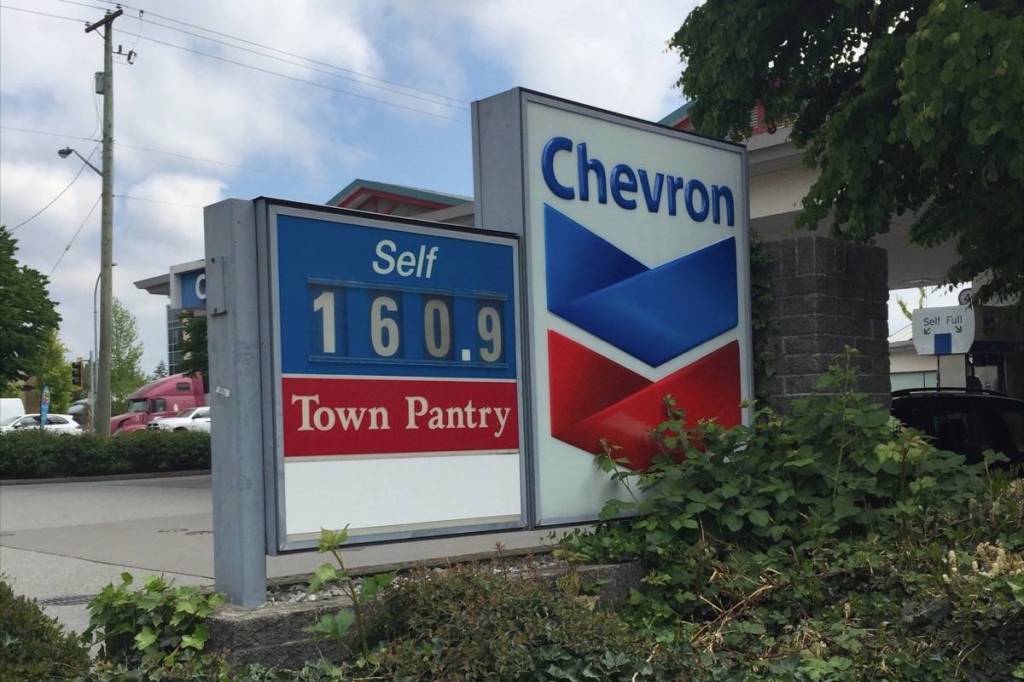 Chevron
Self
160.9
Town Pantry
Self Full